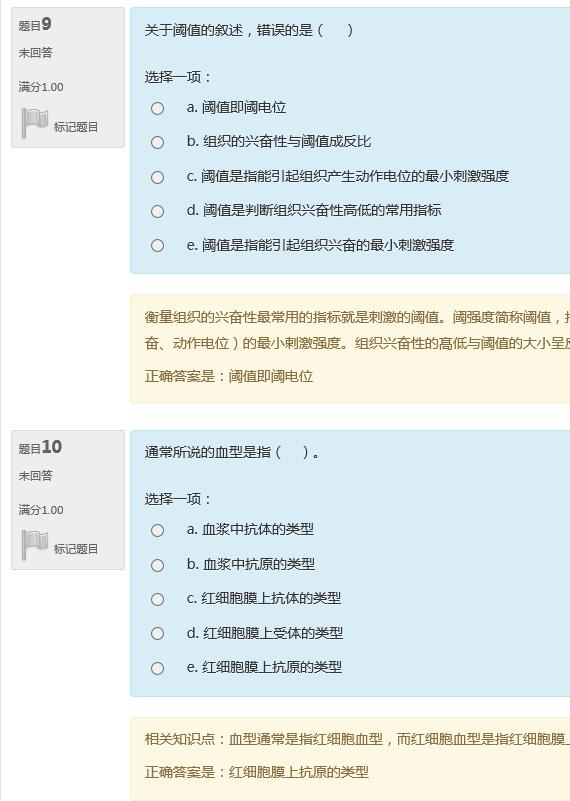 题目9
未回答
满分1.00
标记题目
关于阈值的叙述，错误的是（ ）
选择一项：
a. 阈值即阈电位
b. 组织的兴奋性与阈值成反比
c. 阈值是指能引起组织产生动作电位的最小刺激强度
d. 阈值是判断组织兴奋性高低的常用指标
e. 阈值是指能引起组织兴奋的最小刺激强度
衡量组织的兴奋性最常用的指标就是刺激的阈值。阈强度简称阈值，
奋、动作电位）的最小刺激强度。组织兴奋性的高低与阈值的大小呈
正确答案是：阈值即阈电位
题目10
未回答
满分1.00
标记题目
通常所说的血型是指（ ）。
选择一项：
a. 血浆中抗体的类型
b. 血浆中抗原的类型
c. 红细胞膜上抗体的类型
d. 红细胞膜上受体的类型
e. 红细胞膜上抗原的类型
相关知识点：血型通常是指红细胞血型，而红细胞血型是指红细胞膜
正确答案是：红细胞膜上抗原的类型